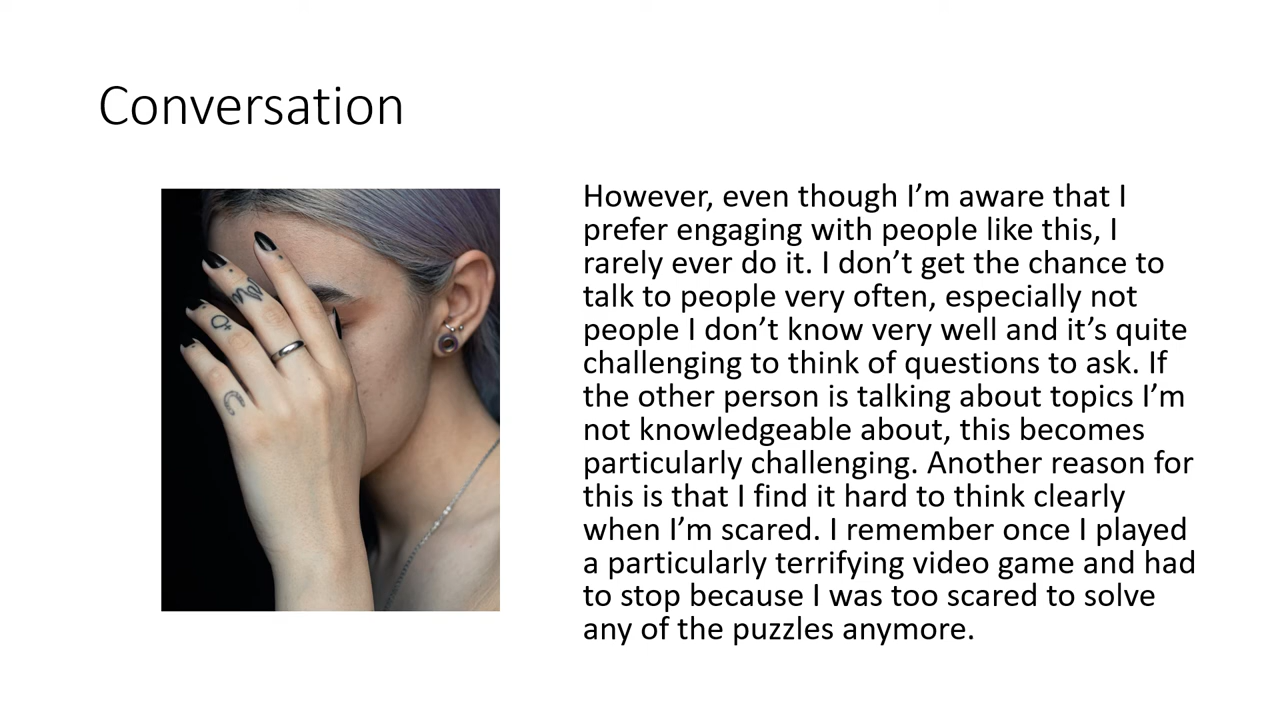 Conversation
However, even though I’m aware that I
prefer engaging with people like this, I
rarely ever do it. I don’t get the chance to
talk to people very often, especially not
people I don’t know very well and it’s quite
challenging to think of questions to ask. If
the other person is talking about topics I’m
not knowledgeable about, this becomes
particularly challenging. Another reason for
this is that I find it hard to think clearly
when I’m scared. I remember once I played
a particularly terrifying video game and had
to stop because I was too scared to solve
any of the puzzles anymore.